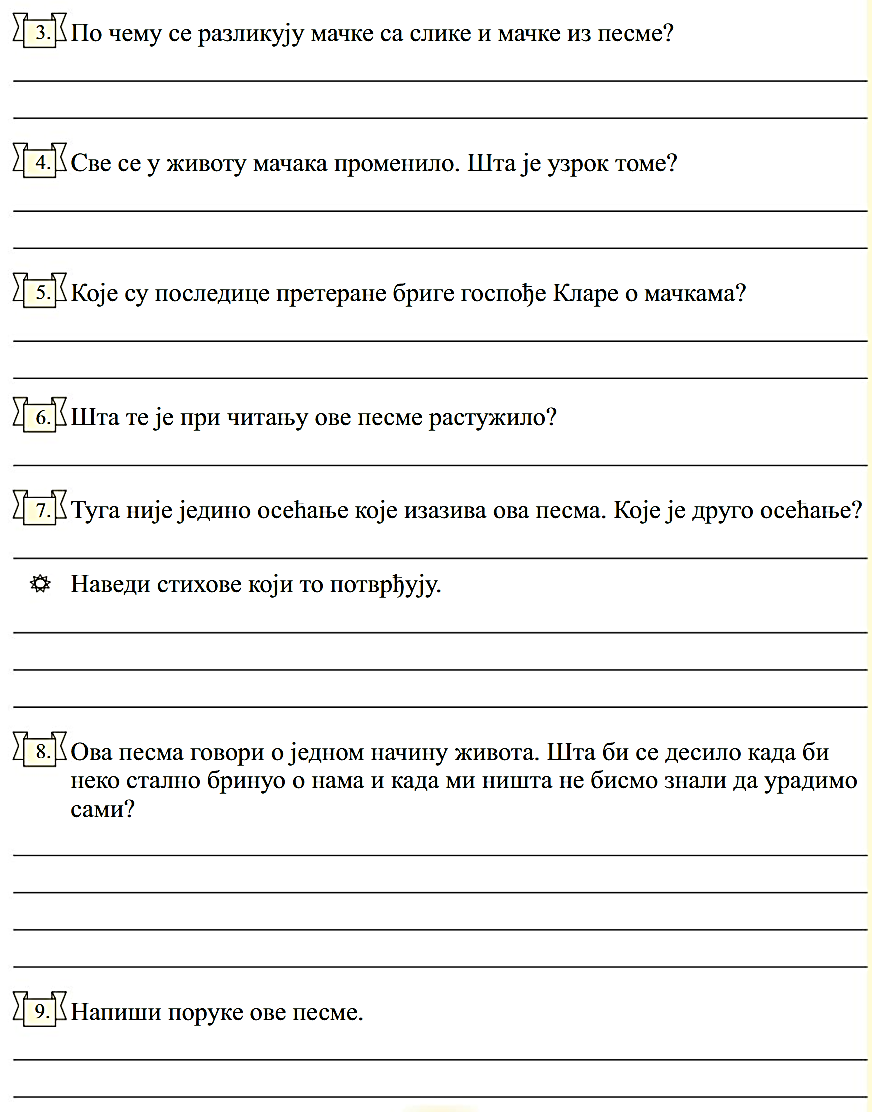 3. По чему се разликују мачке са слике и мачке из песме?
4. Све се у животу мачака променило. Шта је узрок томе?
5. Које су последице претеране бриге госпође Кларе о мачкама?
6. Шта те је при читању ове песме растужило?
7. Туга није једино осећање које изазива ова песма. Које је друго осећање?
Наведи стихове који то потврђују.
8. Ова песма говори о једном начину живота. Шта би се десило када би
неко стално бринуо о нама и када ми ништа не бисмо знали да урадимо
сами?
9. Напиши поруке ове песме.